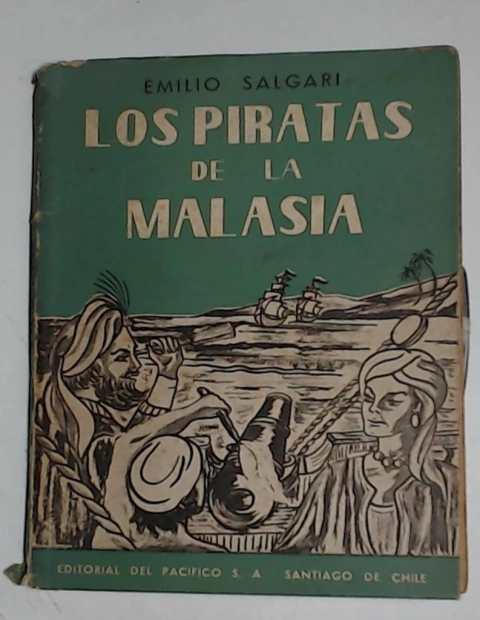 EMILIO SALGARI
LOS PIRATAS
DE LA
MALASIA
EDITORIAL DEL PACIFICO S. A SANTIAGO DE CHILE